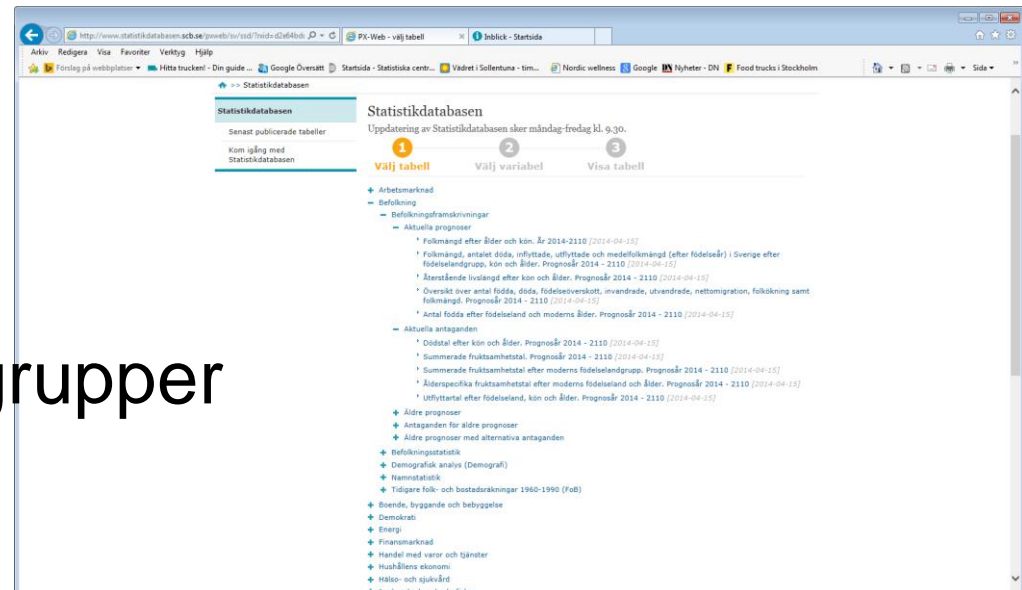 http://www.statistikdatabasen.scb.se/pxweb/sv/ssd/?rxid=d2e64bd
PX-Web - välj tabell
Inblick - Startsida
Arkiv Redigera Visa Favoriter Verktyg Hjälp
Förslag på webbplatser
Hitta trucken! - Din guide ...
Google Översätt
Startsida - Statistiska centr...
Vädret i Sollentuna - tim...
Nordic wellness
Google
Nyheter - DN
Food trucks i Stockholm
Sida
>> Statistikdatabasen
Statistikdatabasen
Senast publicerade tabeller
Kom igång med
Statistikdatabasen
Statistikdatabasen
Uppdatering av Statistikdatabasen sker måndag-fredag kl. 9.30.
1 2 3
Välj tabell Välj variabel Visa tabell
+ Arbetsmarknad
− Befolkning
− Befolkningsframskrivningar
− Aktuella prognoser
Folkmängd efter ålder och kön. År 2014-2110 [2014-04-15]
Folkmängd, antalet döda, inflyttade, utflyttade och medelfolkmängd (efter födelseår) i Sverige efter
födelselandgrupp, kön och ålder. Prognosår 2014 - 2110 [2014-04-15]
Återstående livslängd efter kön och ålder. Prognosår 2014 - 2110 [2014-04-15]
Översikt över antal födda, döda, födelseöverskott, invandrade, utvandrade, nettomigration, folkökning samt
folkmängd. Prognosår 2014 - 2110 [2014-04-15]
Antal födda efter födelseland och moderns ålder. Prognosår 2014 - 2110 [2014-04-15]
− Aktuella antaganden
Dödstal efter kön och ålder. Prognosår 2014 - 2110 [2014-04-15]
Summerade fruktsamhetstal. Prognosår 2014 - 2110 [2014-04-15]
Summerade fruktsamhetstal efter moderns födelselandgrupp. Prognosår 2014 - 2110 [2014-04-15]
Ålderspecifika fruktsamhetstal efter moderns födelseland och ålder. Prognosår 2014 - 2110 [2014-04-15]
Utflyttartal efter födelseland, kön och ålder. Prognosår 2014 - 2110 [2014-04-15]
grupper
+ Äldre prognoser
+ Antaganden för äldre prognoser
+ Äldre prognoser med alternativa antaganden
+ Befolkningsstatistik
+ Demografisk analys (Demografi)
+ Namnstatistik
+ Tidigare folk- och bostadsräkningar 1960-1990 (FoB)
+ Boende, byggande och bebyggelse
+ Demokrati
+ Energi
+ Finansmarknad
+ Handel med varor och tjänster
+ Hushållens ekonomi
+ Hälso- och sjukvård